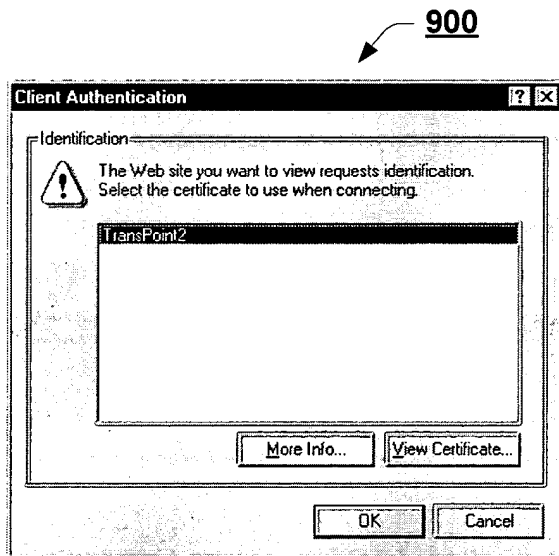 900
Client Authentication
Identification
The Web site you want to view requests identification.
Select the certificate to use when connecting.
TransPoint2
More Info...
View Certificate...
OK
Cancel